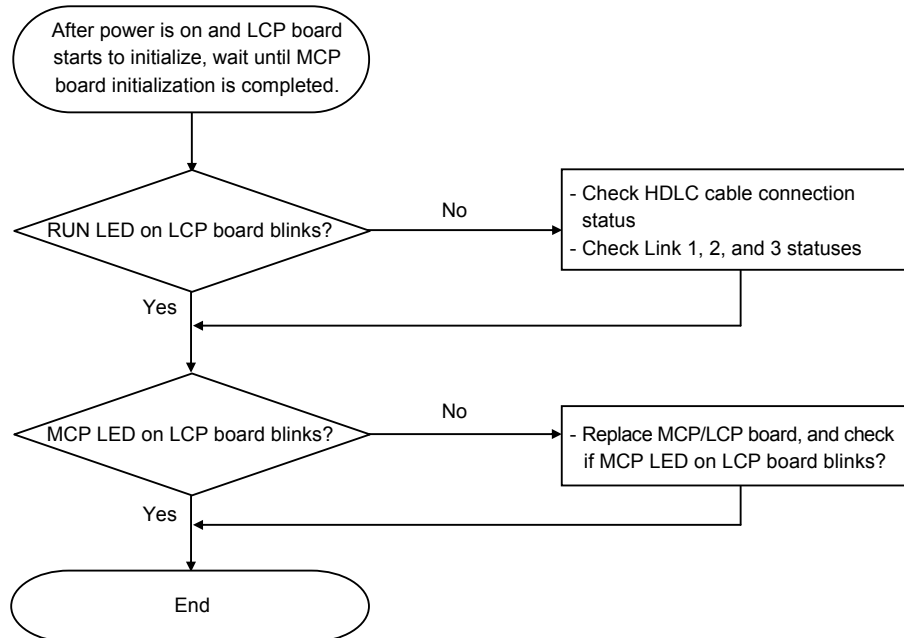 After power is on and LCP board
starts to initialize, wait until MCP
board initialization is completed.
RUN LED on LCP board blinks?
No
- Check HDLC cable connection
status
- Check Link 1, 2, and 3 statuses
Yes
MCP LED on LCP board blinks?
No
- Replace MCP/LCP board, and check
if MCP LED on LCP board blinks?
Yes
End